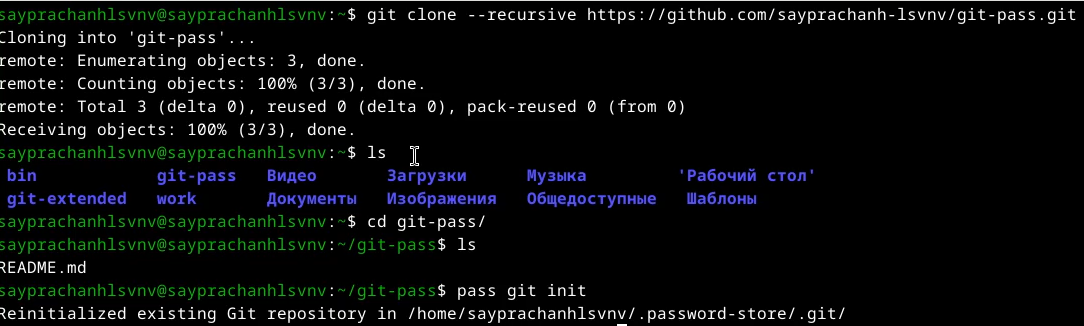 sayprachanhlsvnv@sayprachanhlsvnv:~$ git clone --recursive https://github.com/sayprachanh-lsvnv/git-pass.git
Cloning into 'git-pass'...
remote: Enumerating objects: 3, done.
remote: Counting objects: 100% (3/3), done.
remote: Total 3 (delta 0), reused 0 (delta 0), pack-reused 0 (from 0)
Receiving objects: 100% (3/3), done.
sayprachanhlsvnv@sayprachanhlsvnv:~$ ls
bin git-pass Видео Загрузки Музыка 'Рабочий стол'
git-extended work Документы Изображения Общедоступные Шаблоны
sayprachanhlsvnv@sayprachanhlsvnv:~$ cd git-pass/
sayprachanhlsvnv@sayprachanhlsvnv:~/git-pass$ ls
README.md
sayprachanhlsvnv@sayprachanhlsvnv:~/git-pass$ pass git init
Reinitialized existing Git repository in /home/sayprachanhlsvnv/.password-store/.git/